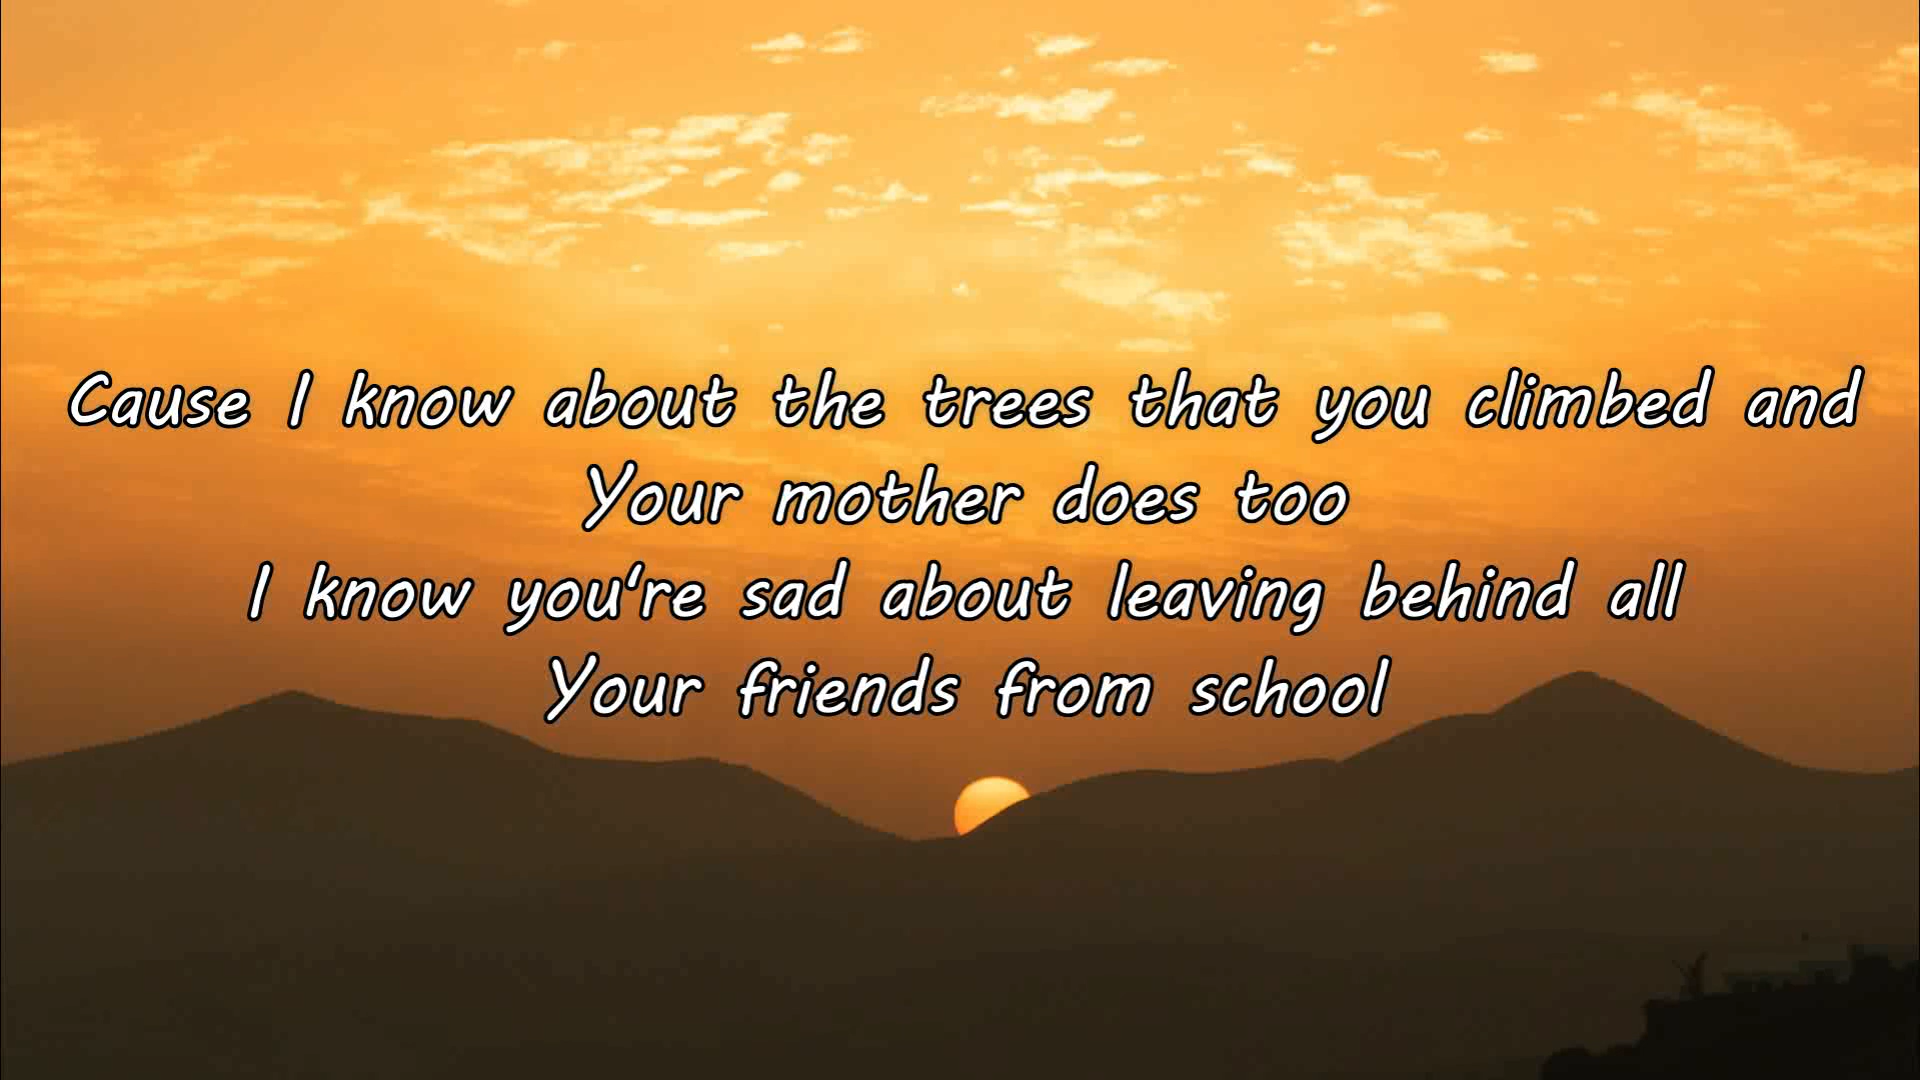 Cause I know about the trees that you climbed and
Your mother does too
I know you're sad about leaving behind all
Your friends from school